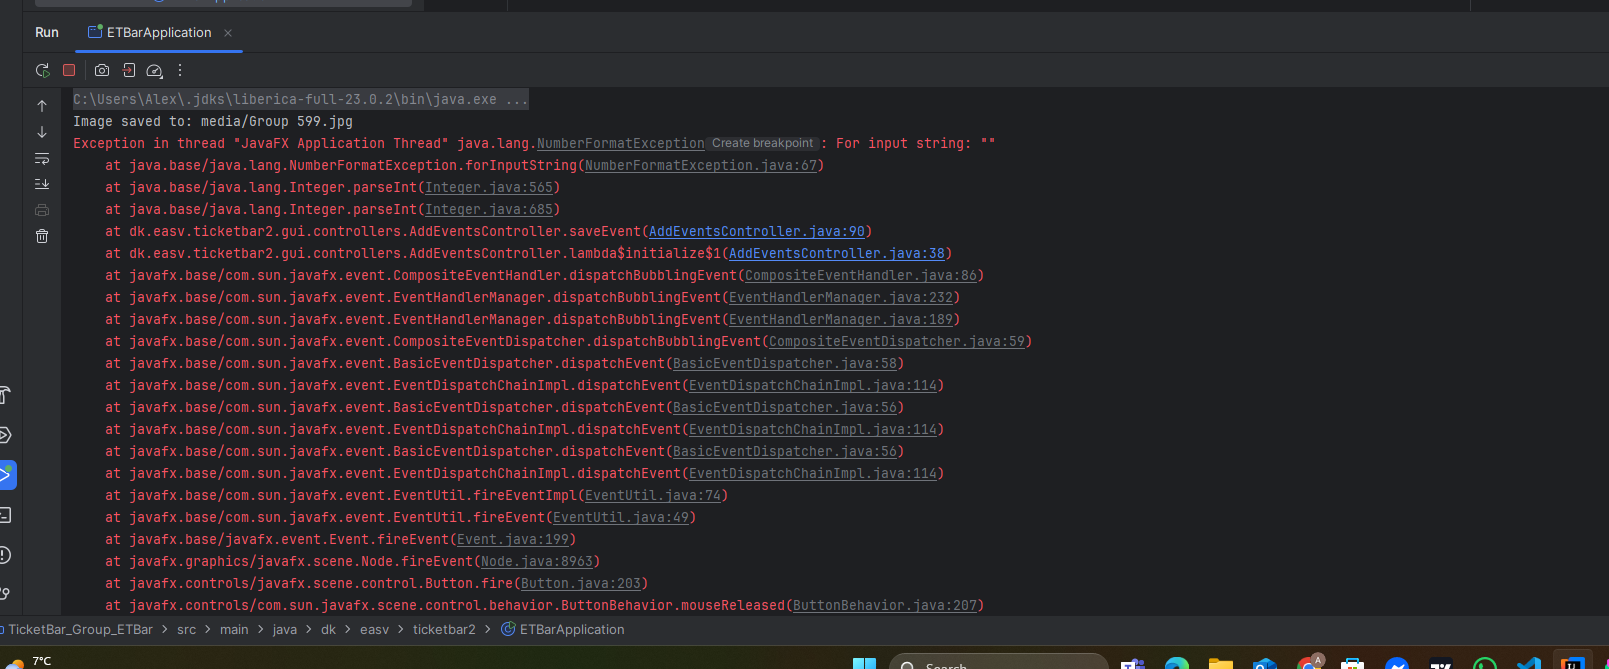 Run
ETBarApplication
C:\Users\Alex\.jdks\liberica-full-23.0.2\bin\java.exe ...
Image saved to: media/Group 599.jpg
Exception in thread "JavaFX Application Thread" java.lang.NumberFormatException Create breakpoint : For input string: ""
at java.base/java.lang.NumberFormatException.forInputString(NumberFormatException.java:67)
at java.base/java.lang.Integer.parseInt(Integer.java:565)
at java.base/java.lang.Integer.parseInt(Integer.java:685)
at dk.easv.ticketbar2.gui.controllers.AddEventsController.saveEvent(AddEventsController.java:90)
at dk.easv.ticketbar2.gui.controllers.AddEventsController.lambda$initialize$1(AddEventsController.java:38)
at javafx.base/com.sun.javafx.event.CompositeEventHandler.dispatchBubblingEvent(CompositeEventHandler.java:86)
at javafx.base/com.sun.javafx.event.EventHandlerManager.dispatchBubblingEvent(EventHandlerManager.java:232)
at javafx.base/com.sun.javafx.event.EventHandlerManager.dispatchBubblingEvent(EventHandlerManager.java:189)
at javafx.base/com.sun.javafx.event.CompositeEventDispatcher.dispatchBubblingEvent(CompositeEventDispatcher.java:59)
at javafx.base/com.sun.javafx.event.BasicEventDispatcher.dispatchEvent(BasicEventDispatcher.java:58)
at javafx.base/com.sun.javafx.event.EventDispatchChainImpl.dispatchEvent(EventDispatchChainImpl.java:114)
at javafx.base/com.sun.javafx.event.BasicEventDispatcher.dispatchEvent(BasicEventDispatcher.java:56)
at javafx.base/com.sun.javafx.event.EventDispatchChainImpl.dispatchEvent(EventDispatchChainImpl.java:114)
at javafx.base/com.sun.javafx.event.BasicEventDispatcher.dispatchEvent(BasicEventDispatcher.java:56)
at javafx.base/com.sun.javafx.event.EventDispatchChainImpl.dispatchEvent(EventDispatchChainImpl.java:114)
at javafx.base/com.sun.javafx.event.EventUtil.fireEventImpl(EventUtil.java:74)
at javafx.base/com.sun.javafx.event.EventUtil.fireEvent(EventUtil.java:49)
at javafx.base/javafx.event.Event.fireEvent(Event.java:199)
at javafx.graphics/javafx.scene.Node.fireEvent(Node.java:8963)
at javafx.controls/javafx.scene.control.Button.fire(Button.java:203)
at javafx.controls/com.sun.javafx.scene.control.behavior.ButtonBehavior.mouseReleased(ButtonBehavior.java:207)
TicketBar_Group_ETBar > src > main > java > dk > easv > ticketbar2 > ETBarApplication
7°C
Search